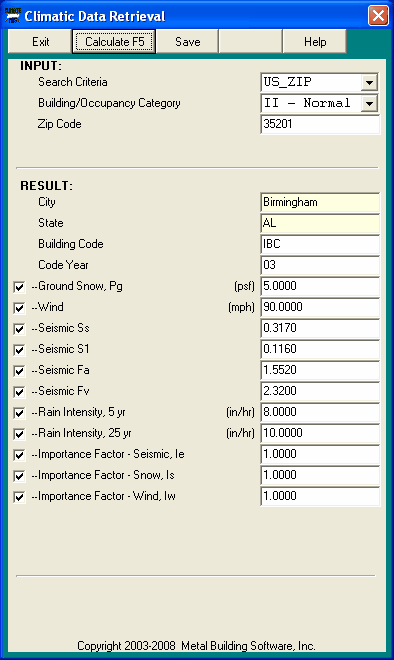 Climatic Data Retrieval
Exit Calculate F5 Save Help
INPUT:
Search Criteria US_ZIP
Building/Occupancy Category II - Normal
Zip Code 35201
RESULT:
City Birmingham
State AL
Building Code IBC
Code Year 03
--Ground Snow, Pg (psf) 5.0000
--Wind (mph) 90.0000
--Seismic Ss 0.3170
--Seismic S1 0.1160
--Seismic Fa 1.5520
--Seismic Fv 2.3200
--Rain Intensity, 5 yr (in/hr) 8.0000
--Rain Intensity, 25 yr (in/hr) 10.0000
--Importance Factor - Seismic, Ie 1.0000
--Importance Factor - Snow, Is 1.0000
--Importance Factor - Wind, Iw 1.0000
Copyright 2003-2008 Metal Building Software, Inc.